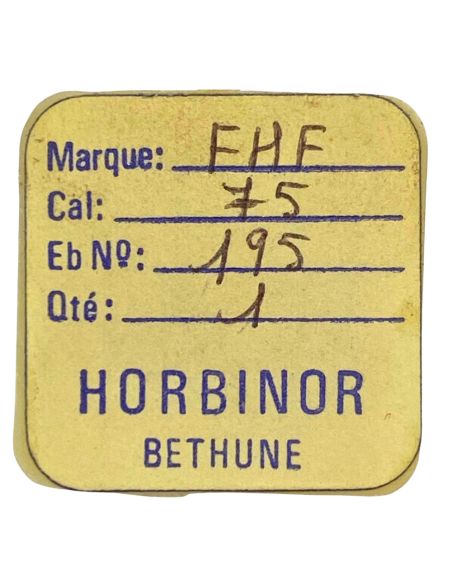 Marque: FHF
Cal: 75
Eb Nº: 195
Qté: 1
HORBINOR
BETHUNE